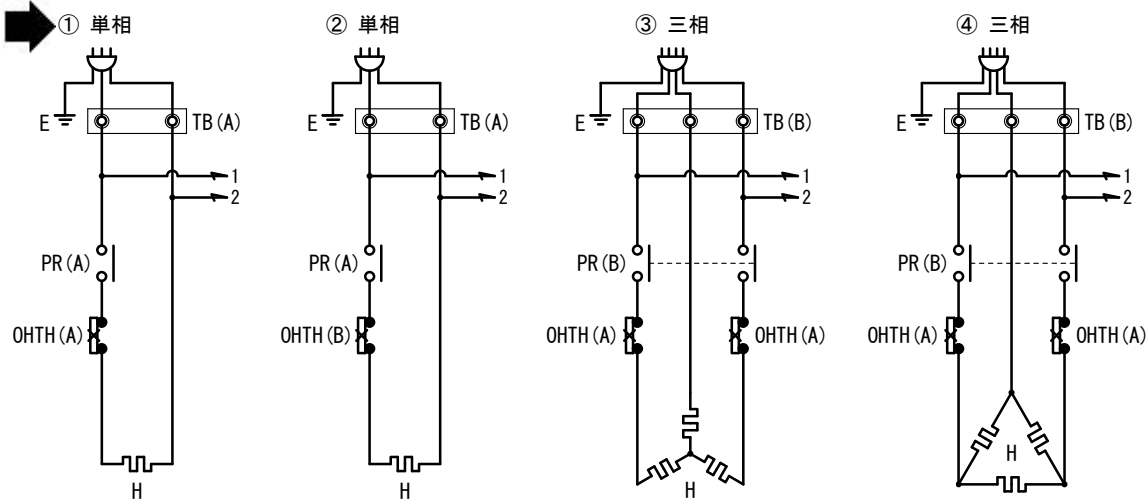 ① 単相
② 単相
③ 三相
④ 三相
E
TB(A)
E
TB(A)
E
TB(B)
E
TB(B)
1
1
1
1
2
2
2
2
PR(A)
PR(A)
PR(B)
PR(B)
OHTH(A)
OHTH(B)
OHTH(A)
OHTH(A)
OHTH(A)
OHTH(A)
H
H
H
H